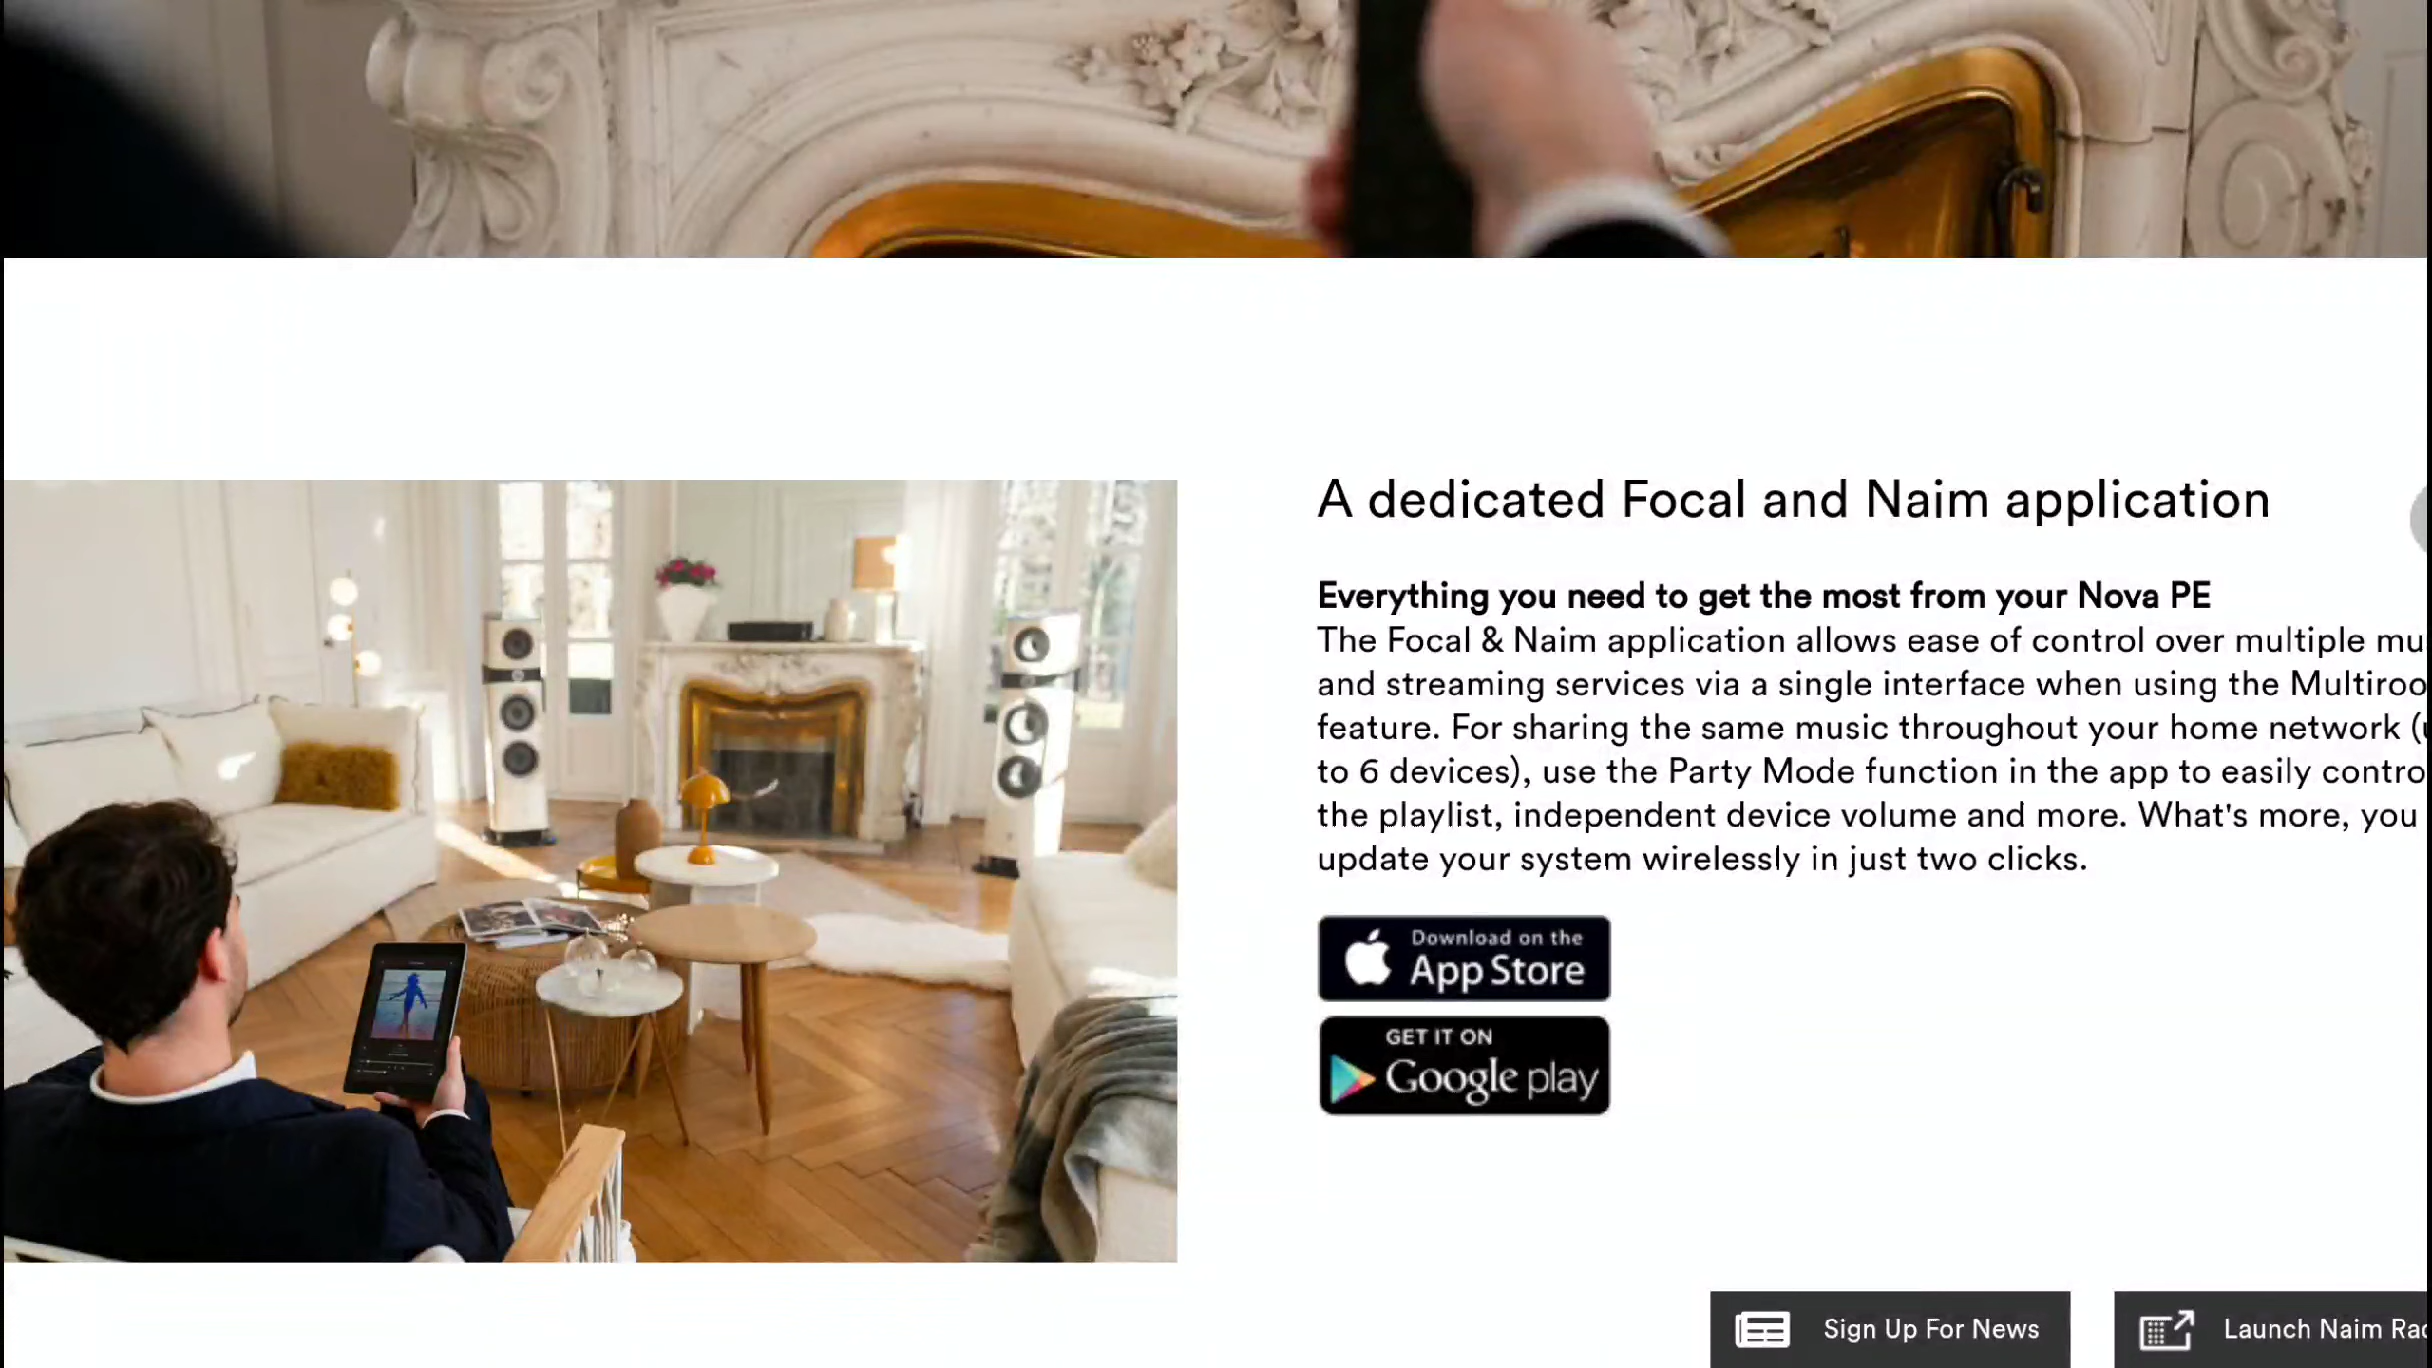 A dedicated Focal and Naim application
Everything you need to get the most from your Nova PE
The Focal & Naim application allows ease of control over multiple mu
and streaming services via a single interface when using the Multiroo
feature. For sharing the same music throughout your home network (u
to 6 devices), use the Party Mode function in the app to easily contro
the playlist, independent device volume and more. What's more, you
update your system wirelessly in just two clicks.
Download on the
App Store
GET IT ON
Google play
Sign Up For News
Launch Naim Rad